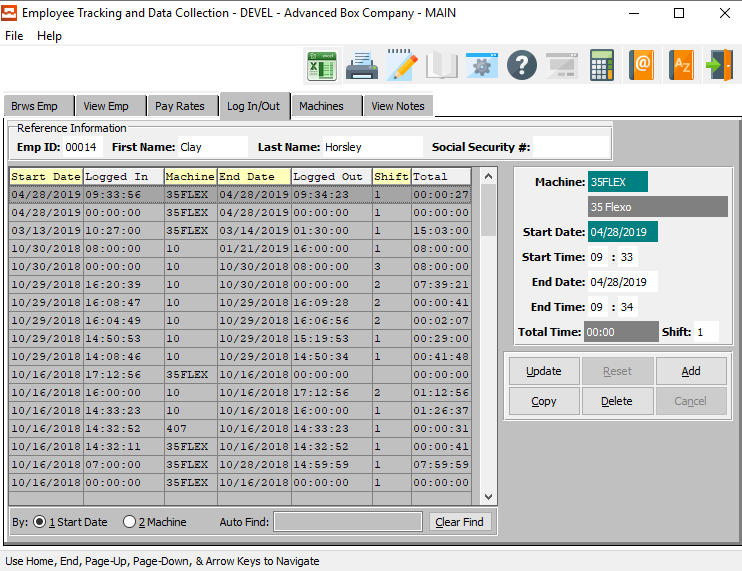 Employee Tracking and Data Collection - DEVEL - Advanced Box Company - MAIN
File Help
Brws Emp View Emp Pay Rates Log In/Out Machines View Notes
Reference Information
Emp ID: 00014 First Name: Clay Last Name: Horsley Social Security #:
Start Date Logged In Machine End Date Logged Out Shift Total
04/28/2019 09:33:56 35FLEX 04/28/2019 09:34:23 1 00:00:27
04/28/2019 00:00:00 35FLEX 04/28/2019 00:00:00 1 00:00:00
03/13/2019 10:27:00 35FLEX 03/14/2019 01:30:00 1 15:03:00
10/30/2018 08:00:00 10 01/21/2019 16:00:00 1 08:00:00
10/30/2018 00:00:00 10 10/30/2018 08:00:00 3 08:00:00
10/29/2018 16:20:39 10 10/30/2018 00:00:00 2 07:39:21
10/29/2018 16:08:47 10 10/29/2018 16:09:28 2 00:00:41
10/29/2018 16:04:49 10 10/29/2018 16:06:56 2 00:02:07
10/29/2018 14:50:53 10 10/29/2018 15:19:53 1 00:29:00
10/29/2018 14:08:46 10 10/29/2018 14:50:34 1 00:41:48
10/16/2018 17:12:56 35FLEX 10/16/2018 00:00:00 00:00:00
10/16/2018 16:00:00 10 10/16/2018 17:12:56 2 01:12:56
10/16/2018 14:33:23 10 10/16/2018 16:00:00 1 01:26:37
10/16/2018 14:32:52 407 10/16/2018 14:33:23 1 00:00:31
10/16/2018 14:32:11 35FLEX 10/16/2018 14:32:52 1 00:00:41
10/16/2018 07:00:00 35FLEX 10/28/2018 14:59:59 1 07:59:59
10/16/2018 00:00:00 35FLEX 10/16/2018 00:00:00 1 00:00:00
By: 1 Start Date 2 Machine Auto Find: Clear Find
Machine: 35FLEX
35 Flexo
Start Date: 04/28/2019
Start Time: 09 : 33
End Date: 04/28/2019
End Time: 09 : 34
Total Time: 00:00 Shift: 1
Update Reset Add
Copy Delete Cancel
Use Home, End, Page-Up, Page-Down, & Arrow Keys to Navigate